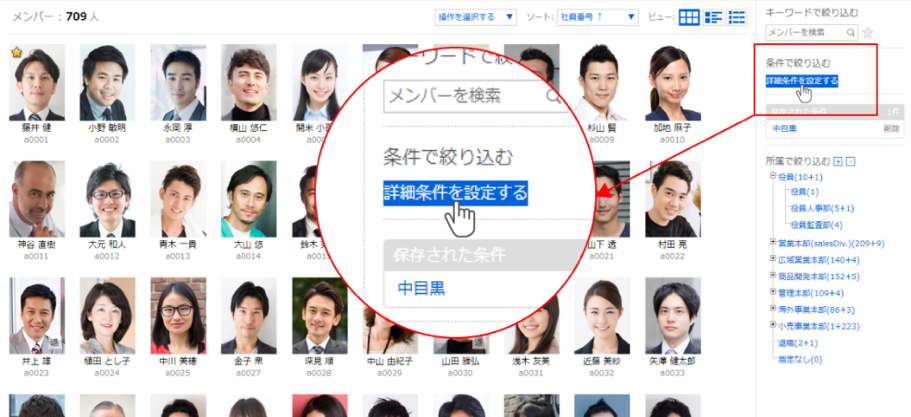 メンバー：709 人
操作を選択する ▼
ソート: 社員番号 ↑ ▼
ビュー:
藤井 健
a0001
小野 敏明
a0002
永岡 淳
a0003
横山 悠仁
a0004
a0010
開米 小
杉山 賢
a0009
加地 麻子
神谷 直樹
a0011
大元 和人
a0012
青木 一貴
a0013
大山 悠
a0014
鈴木
山下 透
a0021
村田 亮
a0022
井上 雄
a0023
植田 とし子
a0024
中川 美穂
a0025
金子 衆
a0027
深見 順
a0028
中山 由紀子
a0029
山田 雅弘
a0030
浅木 友美
a0031
近藤 美紗
a0032
矢澤 健太郎
a0033
退
キーワードで絞
メンバーを検索
条件で絞り込む
詳細条件を設定する
保存された条件
中目黒
キーワードで絞り込む
メンバーを検索
条件で絞り込む
詳細条件を設定する
保存された条件 1件
中目黒 削除
所属で絞り込む + -
役員(10+1)
役員(1)
役員人事部(5+1)
役員監査部(4)
営業本部(salesDiv.)(209+9)
広域営業本部(140+4)
商品開発本部(152+5)
管理本部(109+4)
海外事業本部(86+3)
小売事業本部(1+223)
退職(2+1)
指定なし(0)